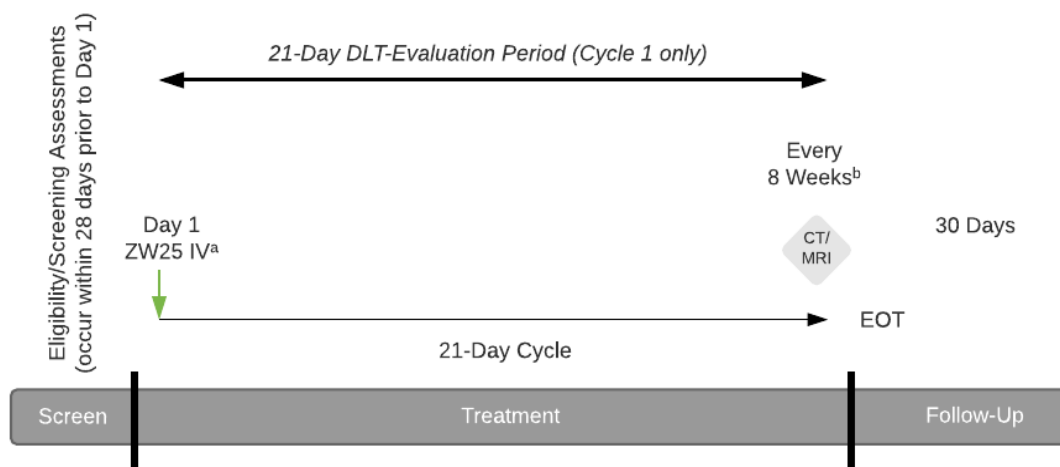 Eligibility/Screening Assessments
(occur within 28 days prior to Day 1)
21-Day DLT-Evaluation Period (Cycle 1 only)
Day 1
ZW25 IVᵃ
Every
8 Weeksᵇ
CT/
MRI
30 Days
EOT
21-Day Cycle
Screen
Treatment
Follow-Up